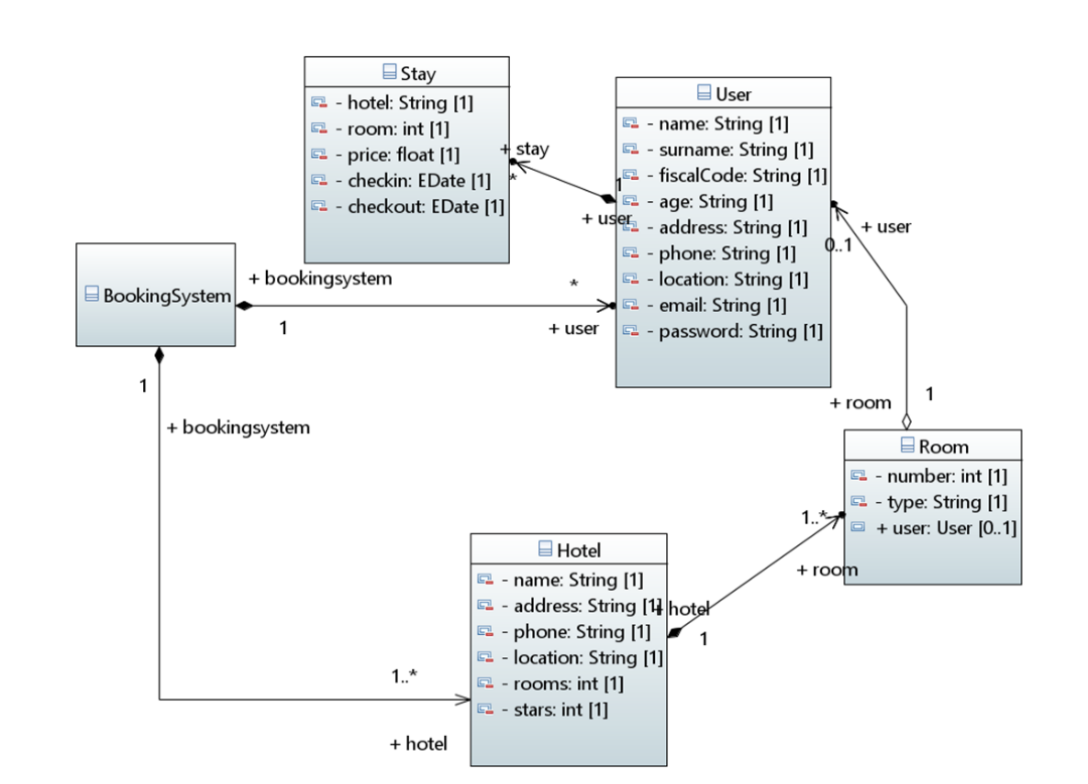 Stay
- hotel: String [1]
- room: int [1]
- price: float [1]
- checkin: EDate [1]
- checkout: EDate [1]
+ stay
*
1
+ user
User
- name: String [1]
- surname: String [1]
- fiscalCode: String [1]
- age: String [1]
- address: String [1]
- phone: String [1]
- location: String [1]
- email: String [1]
- password: String [1]
+ user
0..1
BookingSystem
+ bookingsystem
1
*
+ user
1
+ bookingsystem
1..*
+ hotel
+ room
1
Room
- number: int [1]
- type: String [1]
+ user: User [0..1]
1..*
+ room
Hotel
- name: String [1]
- address: String [1]
- phone: String [1]
- location: String [1]
- rooms: int [1]
- stars: int [1]
+ hotel
1